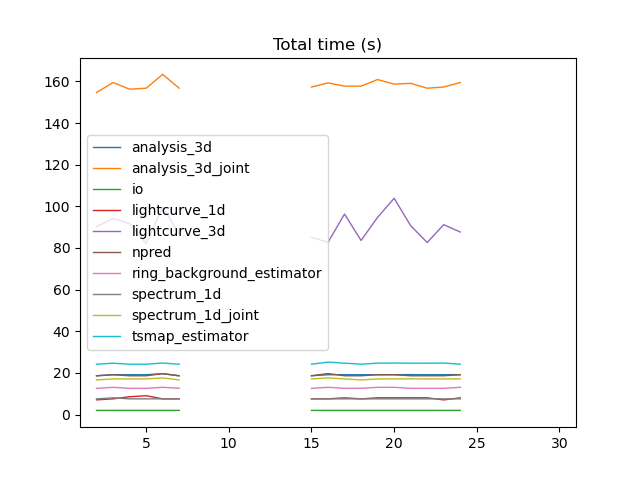 Total time (s)
160
140
120
100
80
60
40
20
0
analysis_3d
analysis_3d_joint
io
lightcurve_1d
lightcurve_3d
npred
ring_background_estimator
spectrum_1d
spectrum_1d_joint
tsmap_estimator
5 10 15 20 25 30